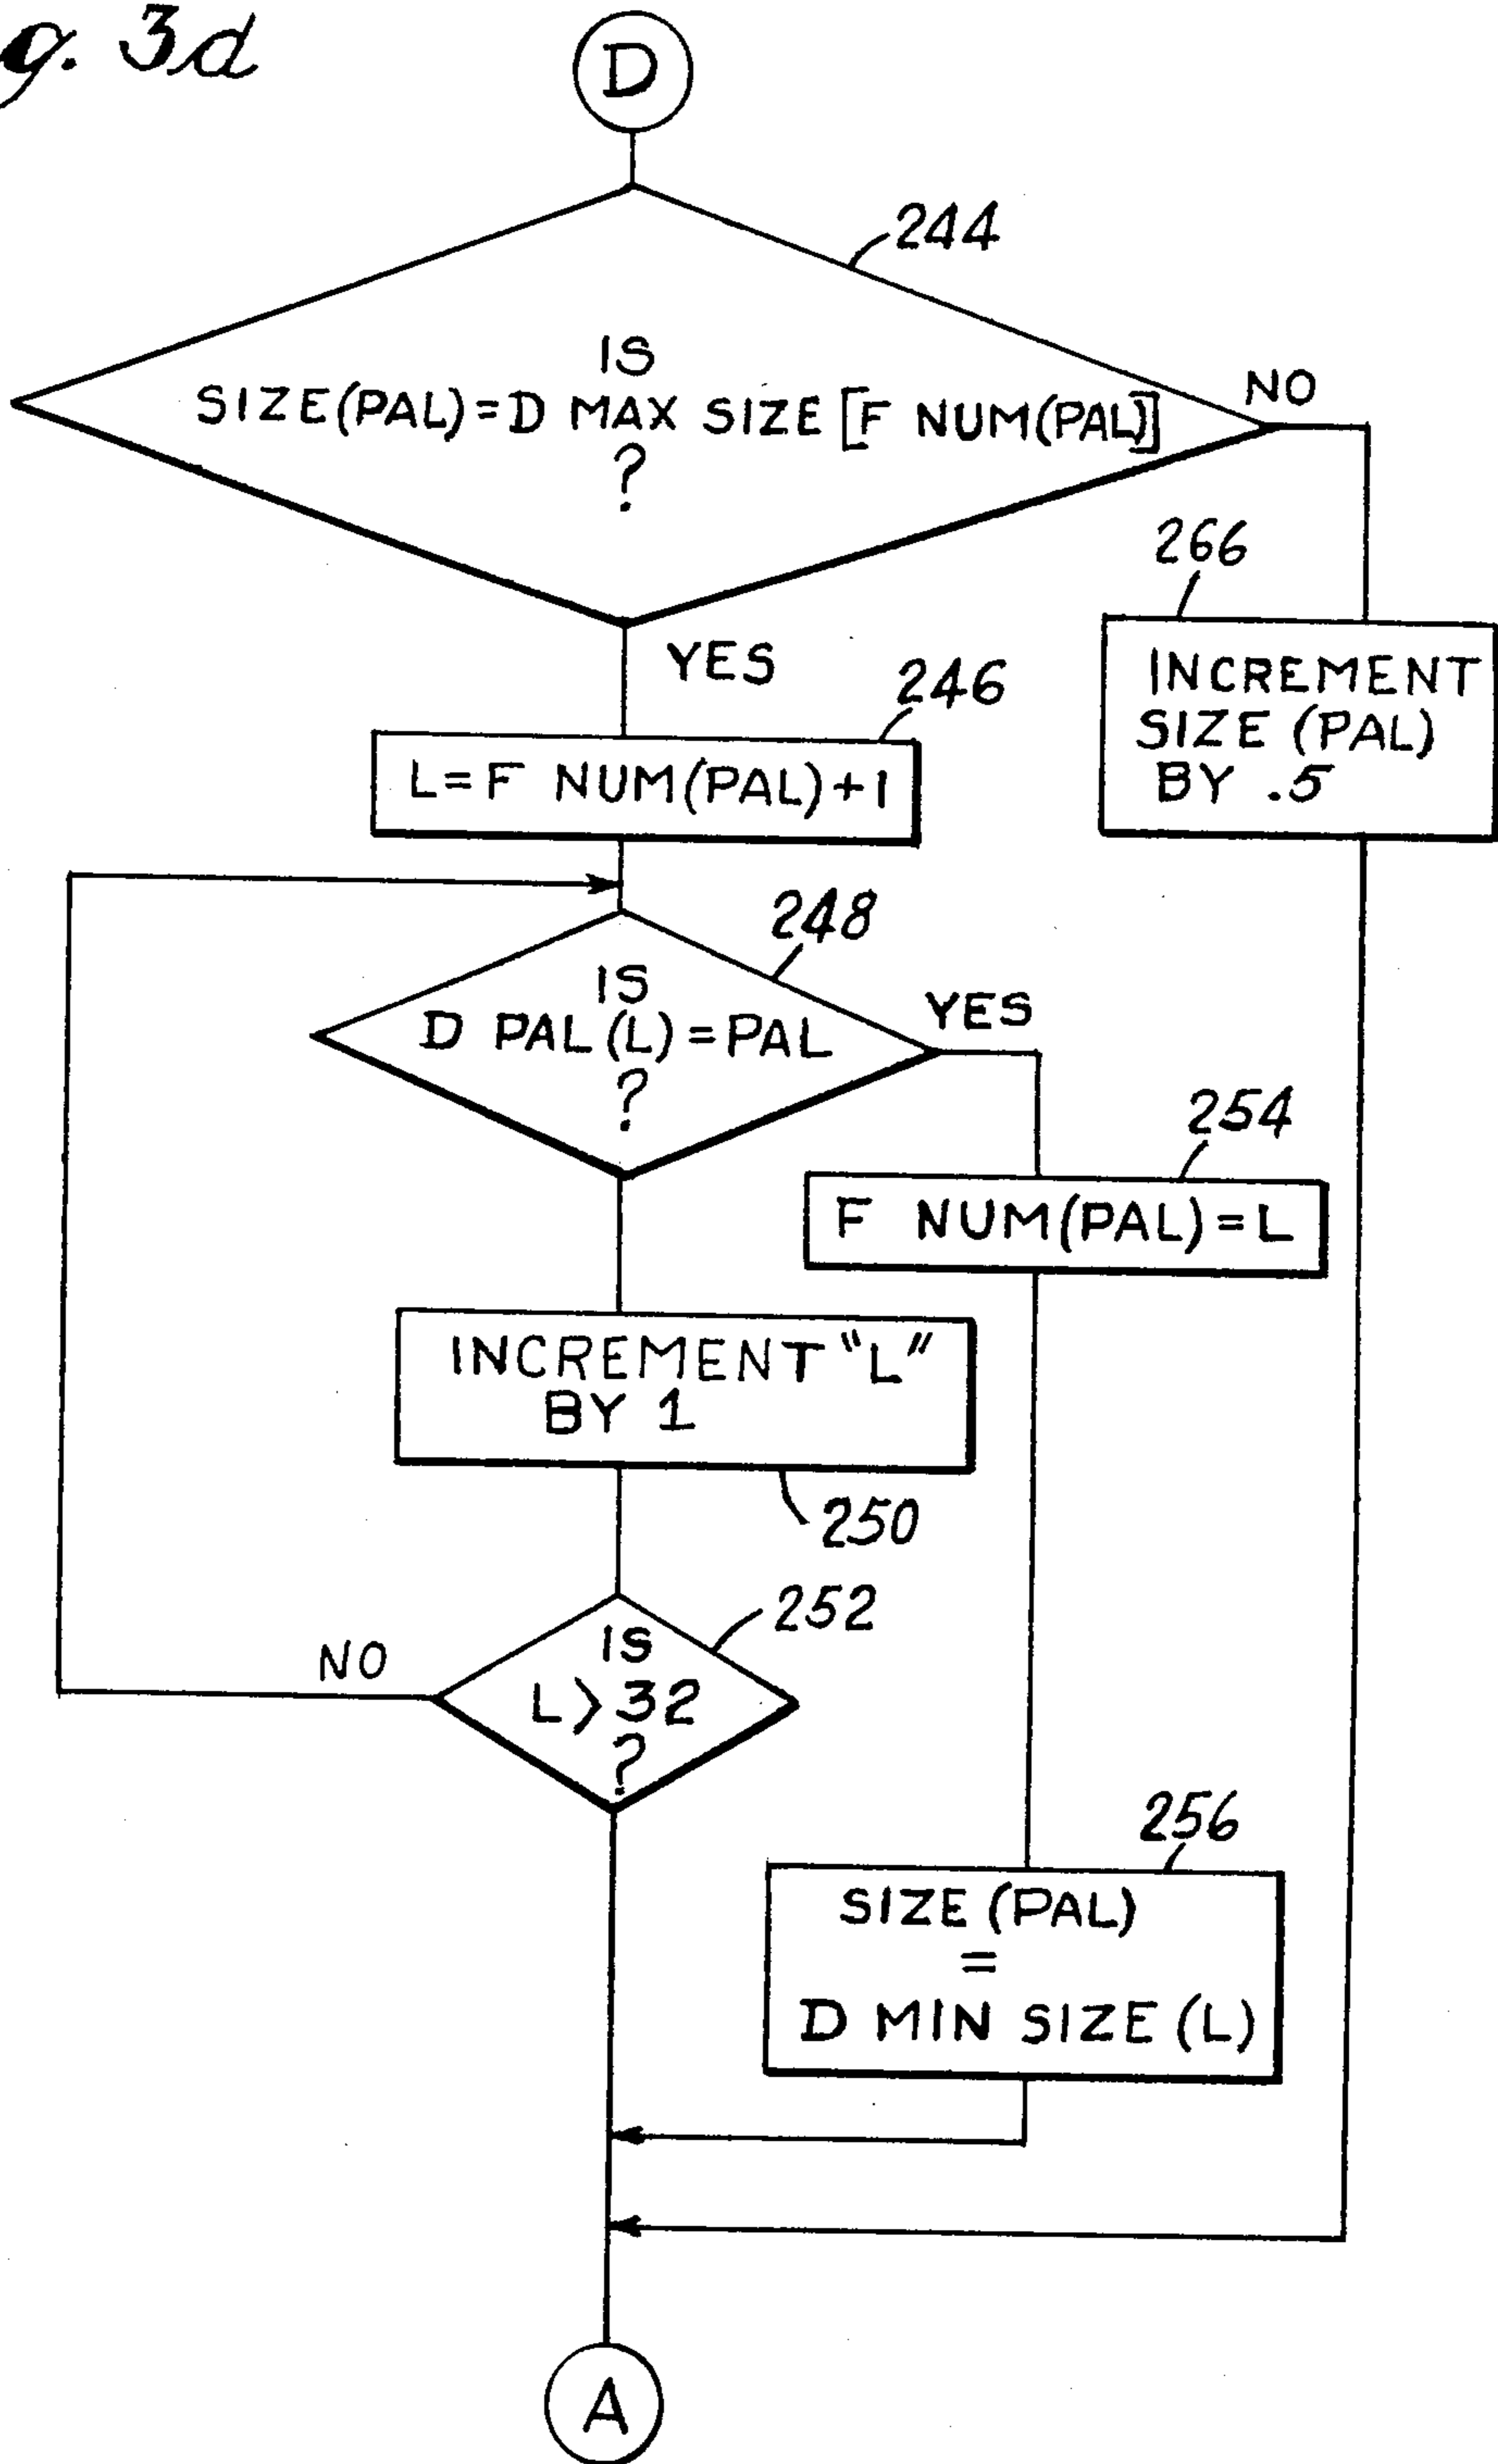 3d
D
244
IS
SIZE(PAL)=D MAX SIZE[F NUM(PAL)]
?
NO
YES
266
INCREMENT
SIZE (PAL)
BY .5
246
L=F NUM(PAL)+1
248
IS
D PAL(L)=PAL
?
YES
254
F NUM(PAL)=L
INCREMENT "L"
BY 1
250
252
IS
L>32
?
NO
256
SIZE (PAL)
=
D MIN SIZE (L)
A